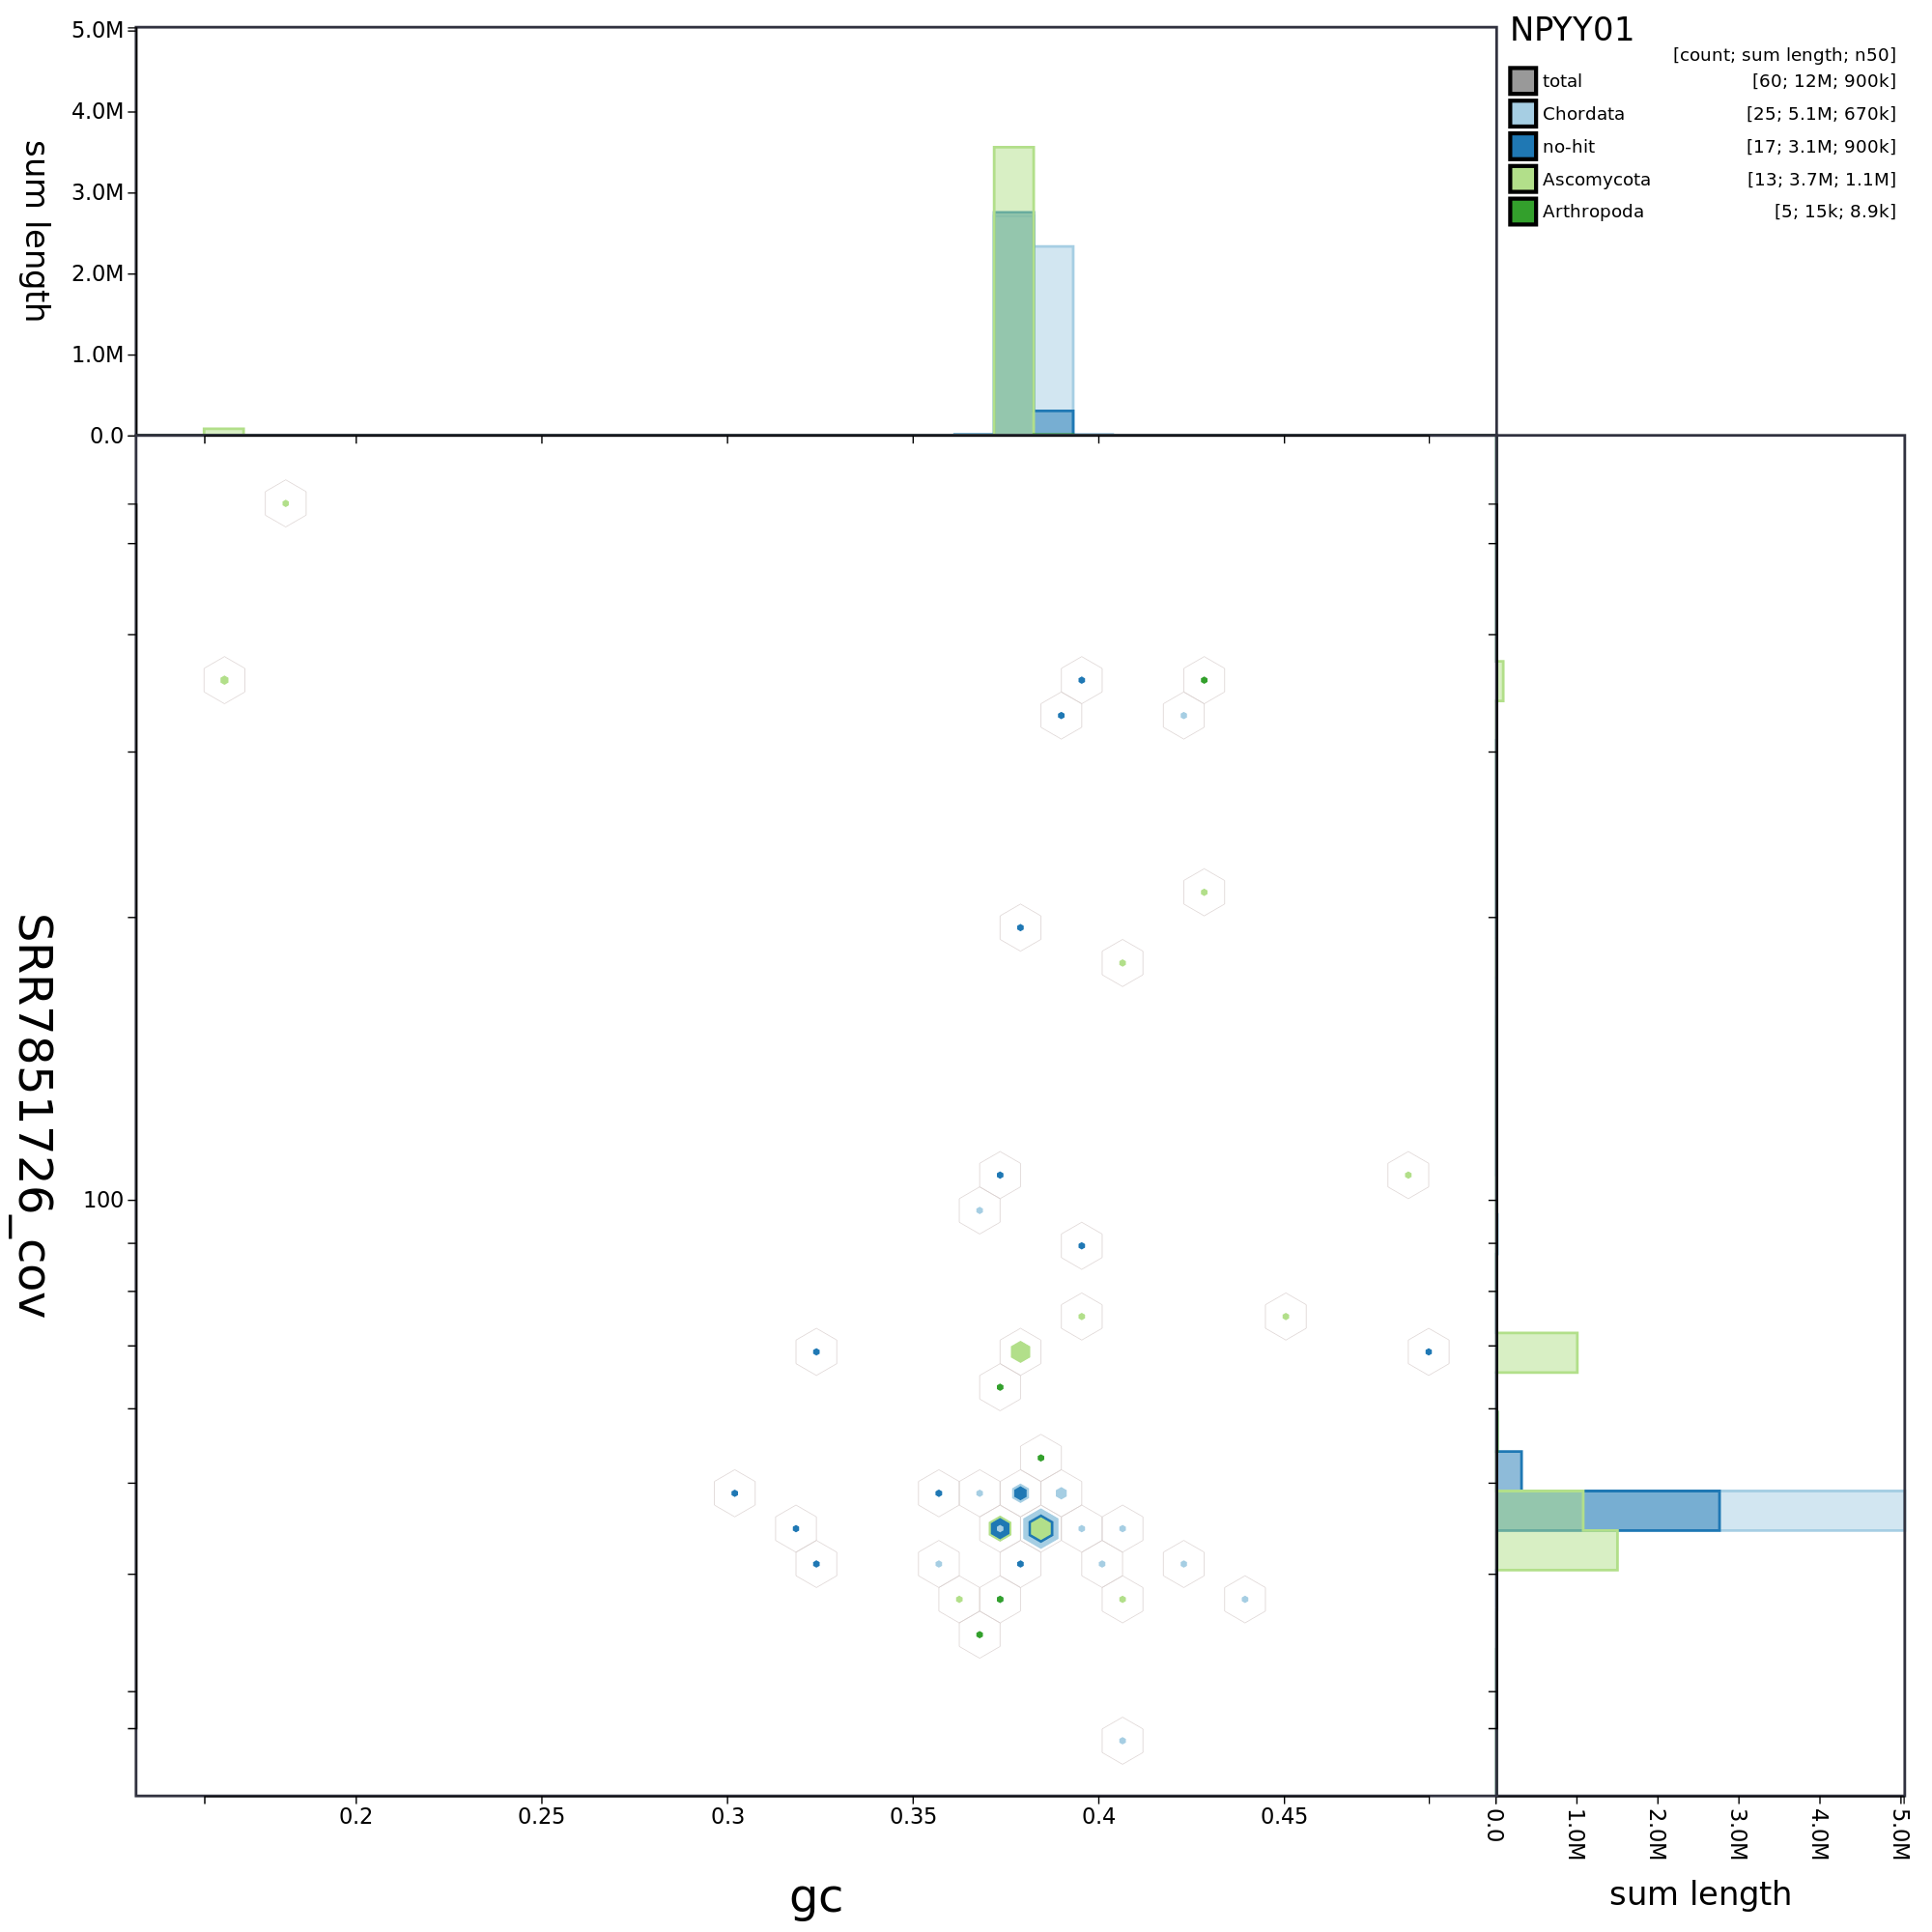 NPYY01
[count; sum length; n50]
total [60; 12M; 900k]
Chordata [25; 5.1M; 670k]
no-hit [17; 3.1M; 900k]
Ascomycota [13; 3.7M; 1.1M]
Arthropoda [5; 15k; 8.9k]
5.0M
4.0M
3.0M
2.0M
1.0M
0.0
sum length
SRR7851726_cov
100
0.2 0.25 0.3 0.35 0.4 0.45
gc
0.0 1.0M 2.0M 3.0M 4.0M 5.0M
sum length